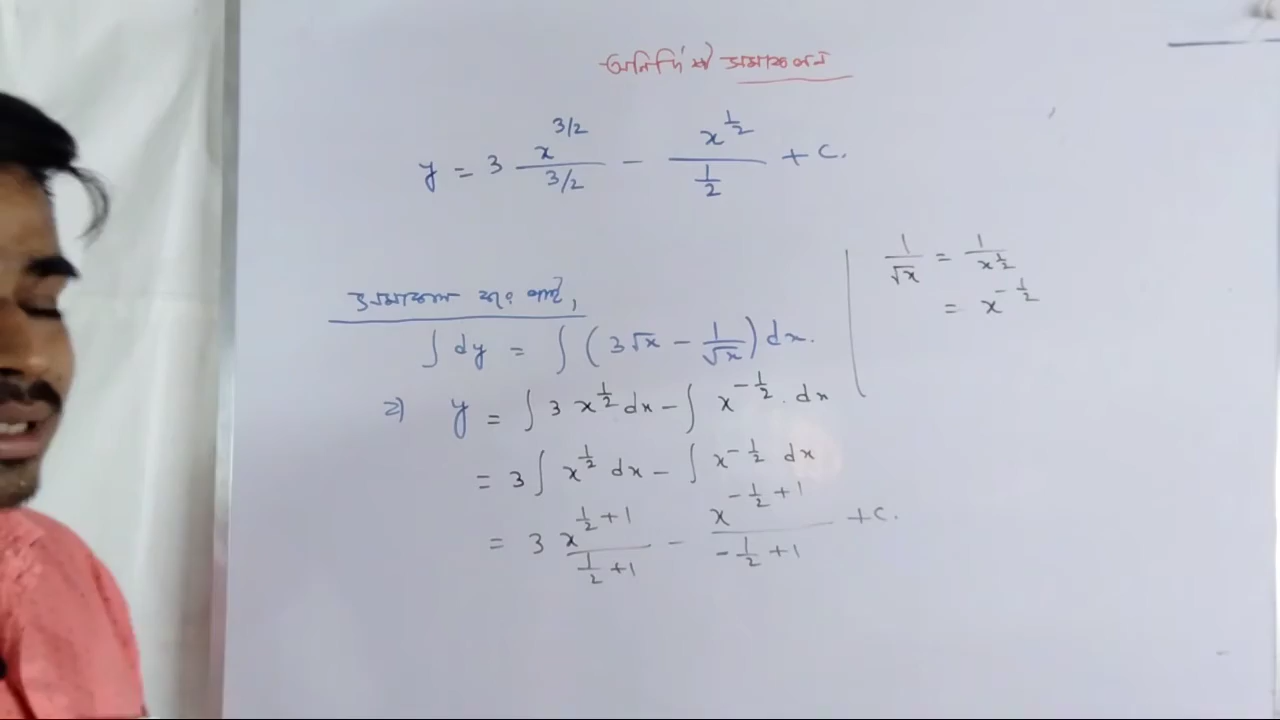 অনির্দিষ্ট সমাকলন
y = 3 x^{3/2}/(3/2) − x^{1/2}/(1/2) + c.
সমাকলন করে পাই,
∫ dy = ∫ (3√x − 1/√x) dx.
⇒ y = ∫ 3 x^{1/2} dx − ∫ x^{−1/2} . dx
= 3 ∫ x^{1/2} dx − ∫ x^{−1/2} dx
= 3 x^{1/2 + 1}/(1/2 + 1) − x^{−1/2 + 1}/(−1/2 + 1) + c.
1/√x = 1/x^{1/2}
= x^{−1/2}